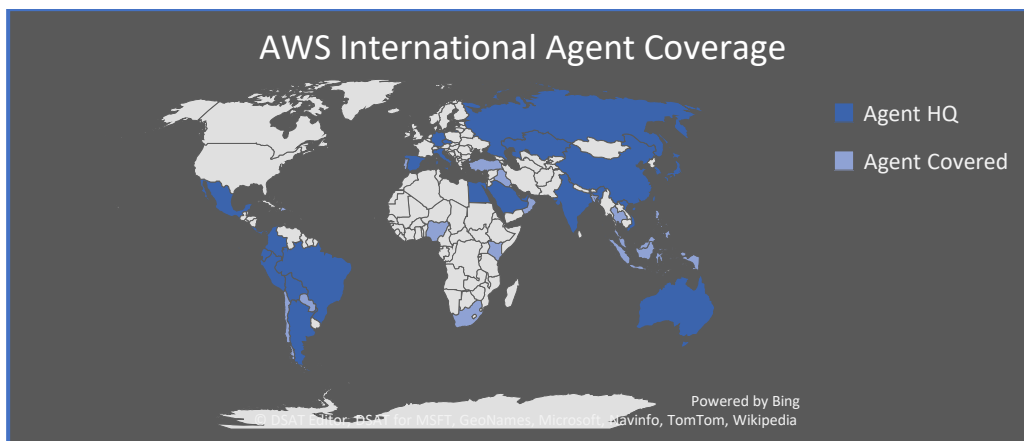 AWS International Agent Coverage
Agent HQ
Agent Covered
Powered by Bing
© DSAT Editor, DSAT for MSFT, GeoNames, Microsoft, Navinfo, TomTom, Wikipedia